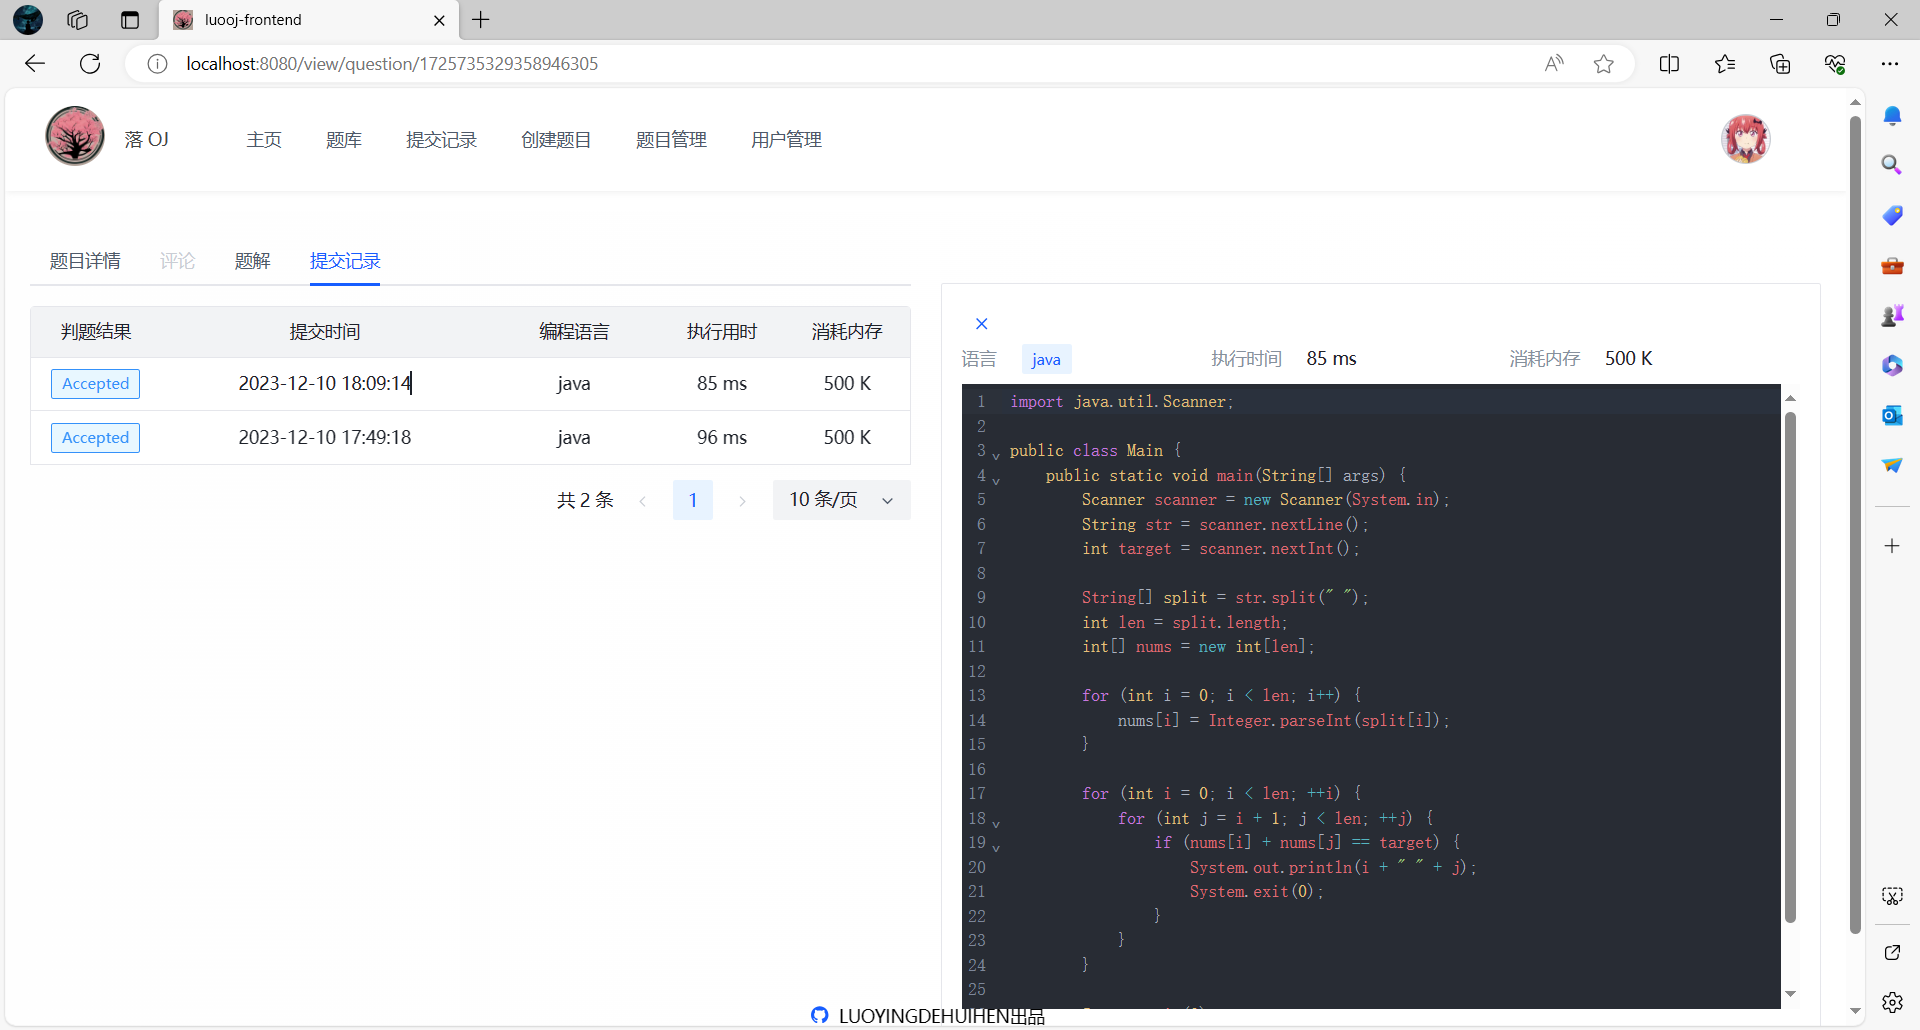 luooj-frontend
localhost:8080/view/question/1725735329358946305
落 OJ
主页
题库
提交记录
创建题目
题目管理
用户管理
题目详情
评论
题解
提交记录
判题结果 提交时间 编程语言 执行用时 消耗内存
Accepted 2023-12-10 18:09:14 java 85 ms 500 K
Accepted 2023-12-10 17:49:18 java 96 ms 500 K
共 2 条 1 10 条/页
语言 java 执行时间 85 ms 消耗内存 500 K
1 import java.util.Scanner;
2
3 public class Main {
4 public static void main(String[] args) {
5 Scanner scanner = new Scanner(System.in);
6 String str = scanner.nextLine();
7 int target = scanner.nextInt();
8
9 String[] split = str.split(" ");
10 int len = split.length;
11 int[] nums = new int[len];
12
13 for (int i = 0; i < len; i++) {
14 nums[i] = Integer.parseInt(split[i]);
15 }
16
17 for (int i = 0; i < len; ++i) {
18 for (int j = i + 1; j < len; ++j) {
19 if (nums[i] + nums[j] == target) {
20 System.out.println(i + " " + j);
21 System.exit(0);
22 }
23 }
24 }
25
LUOYINGDEHUIHEN出品